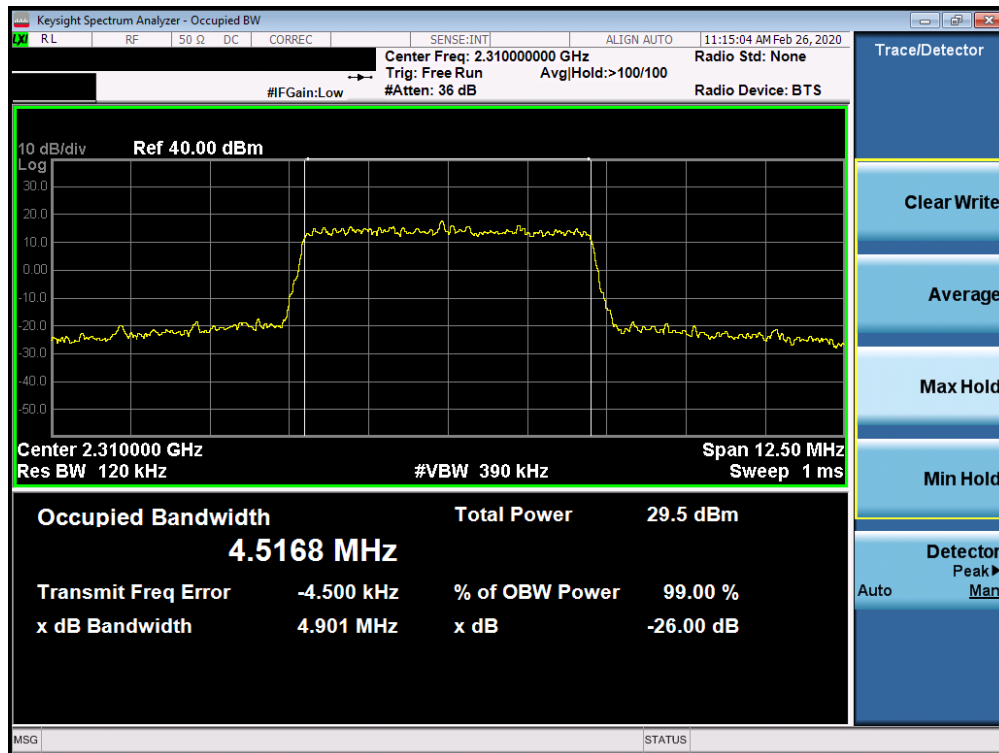 Keysight Spectrum Analyzer - Occupied BW
LXI RL RF 50 Ω DC CORREC SENSE:INT ALIGN AUTO 11:15:04 AM Feb 26, 2020
Center Freq: 2.310000000 GHz Radio Std: None
Trig: Free Run Avg|Hold:>100/100
#IFGain:Low #Atten: 36 dB Radio Device: BTS
10 dB/div Ref 40.00 dBm
Log
30.0
20.0
10.0
0.00
-10.0
-20.0
-30.0
-40.0
-50.0
Center 2.310000 GHz Span 12.50 MHz
Res BW 120 kHz #VBW 390 kHz Sweep 1 ms
Occupied Bandwidth Total Power 29.5 dBm
4.5168 MHz
Transmit Freq Error -4.500 kHz % of OBW Power 99.00 %
x dB Bandwidth 4.901 MHz x dB -26.00 dB
MSG STATUS
Trace/Detector
Clear Write
Average
Max Hold
Min Hold
Detector
Peak▶
Auto Man